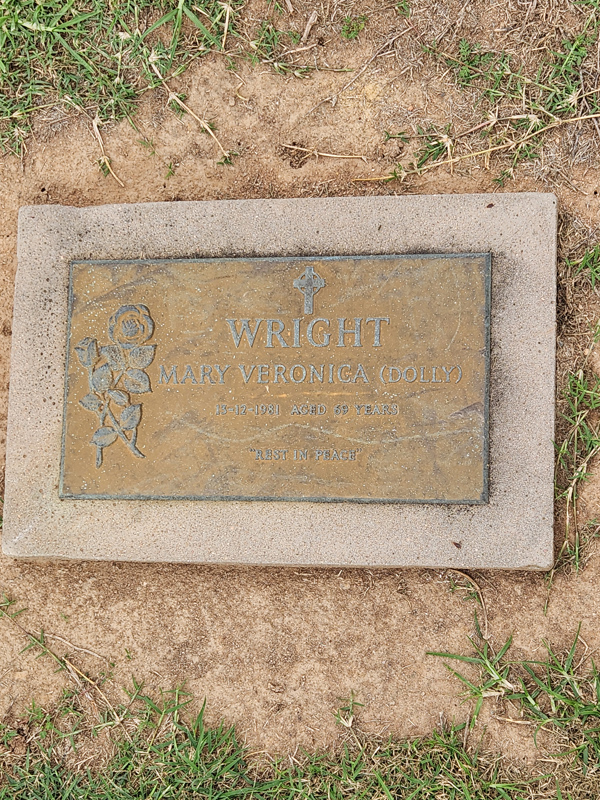 WRIGHT
MARY VERONICA (DOLLY)
13-12-1981 AGED 69 YEARS
"REST IN PEACE"